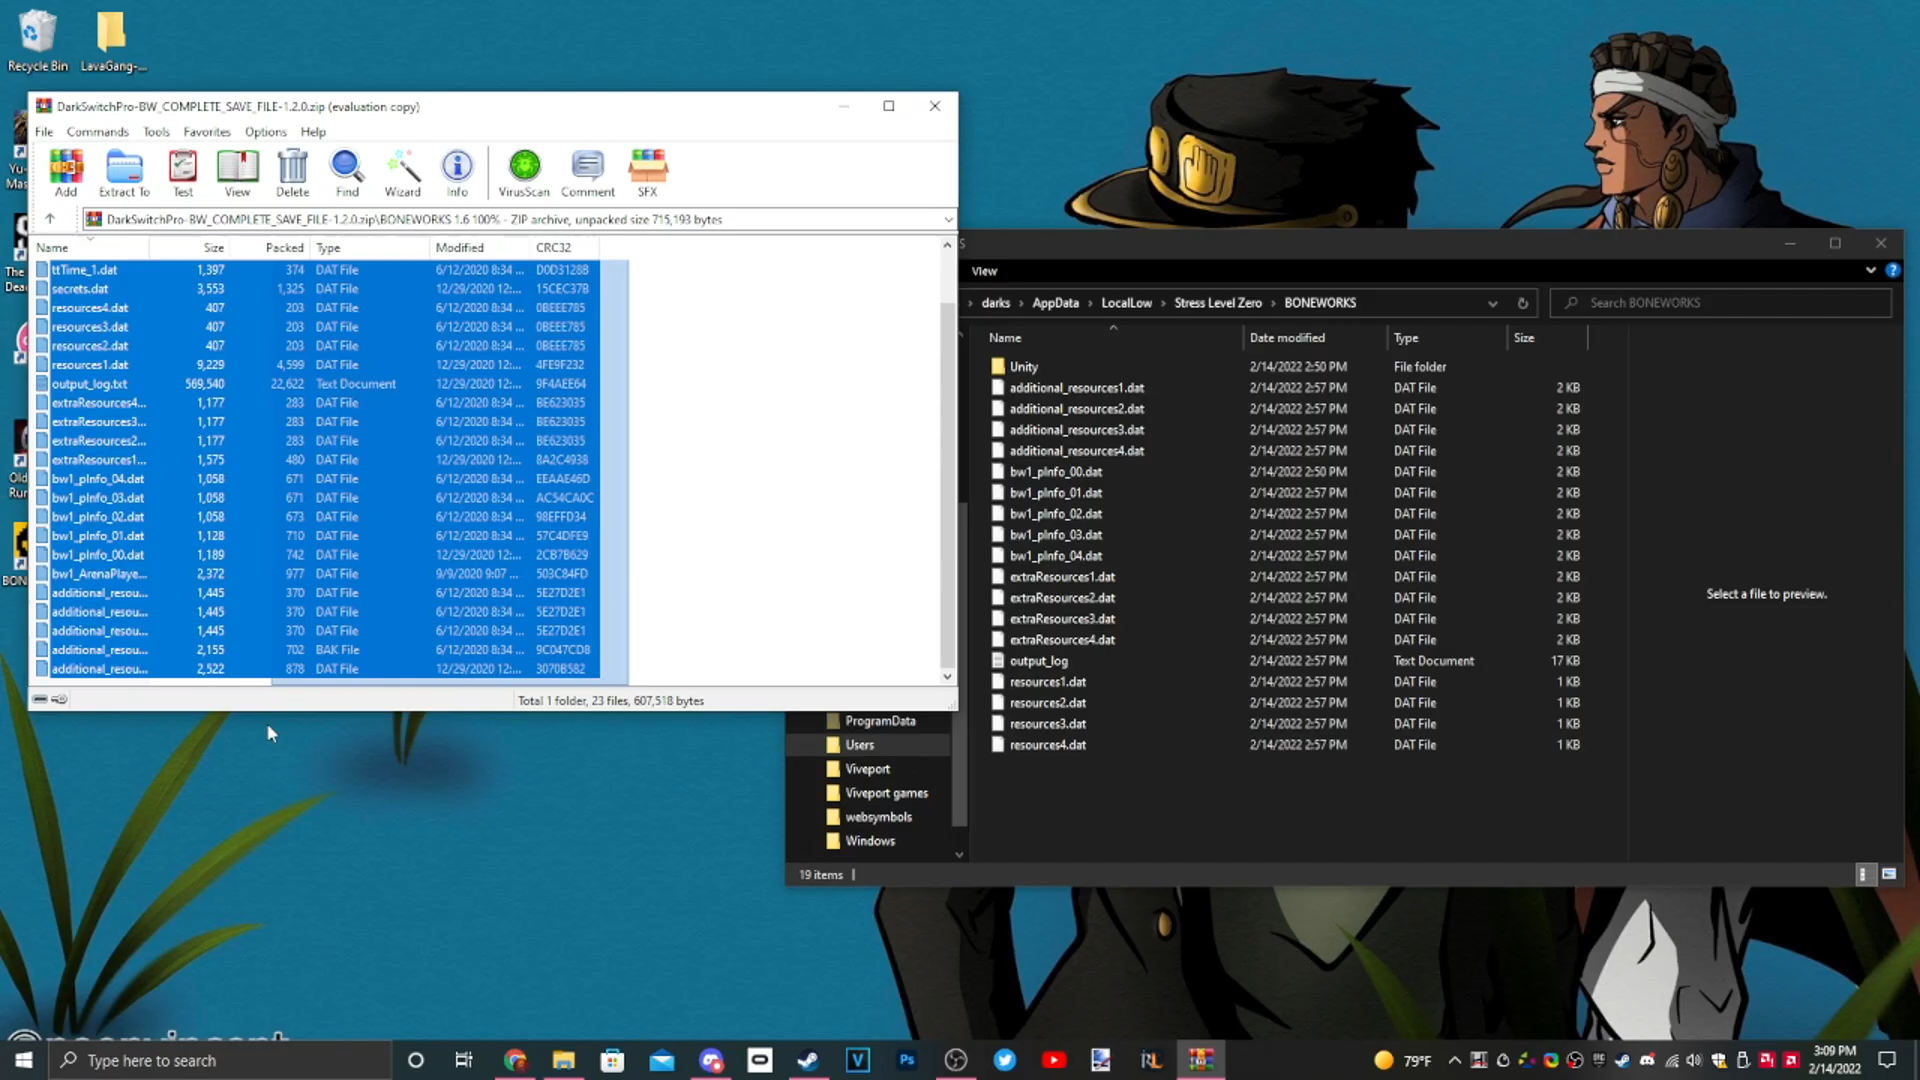 Recycle Bin
LavaGang-...
DarkSwitchPro-BW_COMPLETE_SAVE_FILE-1.2.0.zip (evaluation copy)
File Commands Tools Favorites Options Help
Add Extract To Test View Delete Find Wizard Info VirusScan Comment SFX
DarkSwitchPro-BW_COMPLETE_SAVE_FILE-1.2.0.zip\BONEWORKS 1.6 100% - ZIP archive, unpacked size 715,193 bytes
Name Size Packed Type Modified CRC32
ttTime_1.dat 1,397 374 DAT File 6/12/2020 8:34 ... D0D3128B
secrets.dat 3,553 1,325 DAT File 12/29/2020 12:... 15CEC37B
resources4.dat 407 203 DAT File 6/12/2020 8:34 ... 0BEEE785
resources3.dat 407 203 DAT File 6/12/2020 8:34 ... 0BEEE785
resources2.dat 407 203 DAT File 6/12/2020 8:34 ... 0BEEE785
resources1.dat 9,229 4,599 DAT File 12/29/2020 12:... 4FE9F232
output_log.txt 569,540 22,622 Text Document 12/29/2020 12:... 9F4AEE64
extraResources4... 1,177 283 DAT File 6/12/2020 8:34 ... BE623035
extraResources3... 1,177 283 DAT File 6/12/2020 8:34 ... BE623035
extraResources2... 1,177 283 DAT File 6/12/2020 8:34 ... BE623035
extraResources1... 1,575 480 DAT File 12/29/2020 12:... 8A2C4938
bw1_pInfo_04.dat 1,058 671 DAT File 6/12/2020 8:34 ... EEAAE46D
bw1_pInfo_03.dat 1,058 671 DAT File 6/12/2020 8:34 ... AC54CA0C
bw1_pInfo_02.dat 1,058 673 DAT File 6/12/2020 8:34 ... 98EFFD34
bw1_pInfo_01.dat 1,128 710 DAT File 6/12/2020 8:34 ... 57C4DFE9
bw1_pInfo_00.dat 1,189 742 DAT File 12/29/2020 12:... 2CB7B629
bw1_ArenaPlaye... 2,372 977 DAT File 9/9/2020 9:07 ... 503C84FD
additional_resou... 1,445 370 DAT File 6/12/2020 8:34 ... 5E27D2E1
additional_resou... 1,445 370 DAT File 6/12/2020 8:34 ... 5E27D2E1
additional_resou... 1,445 370 DAT File 6/12/2020 8:34 ... 5E27D2E1
additional_resou... 2,155 702 BAK File 6/12/2020 8:34 ... 9C047CD8
additional_resou... 2,522 878 DAT File 12/29/2020 12:... 3070B582
Total 1 folder, 23 files, 607,518 bytes
View
darks AppData LocalLow Stress Level Zero BONEWORKS
Search BONEWORKS
Name Date modified Type Size
Unity 2/14/2022 2:50 PM File folder
additional_resources1.dat 2/14/2022 2:57 PM DAT File 2 KB
additional_resources2.dat 2/14/2022 2:57 PM DAT File 2 KB
additional_resources3.dat 2/14/2022 2:57 PM DAT File 2 KB
additional_resources4.dat 2/14/2022 2:57 PM DAT File 2 KB
bw1_pInfo_00.dat 2/14/2022 2:50 PM DAT File 2 KB
bw1_pInfo_01.dat 2/14/2022 2:57 PM DAT File 2 KB
bw1_pInfo_02.dat 2/14/2022 2:57 PM DAT File 2 KB
bw1_pInfo_03.dat 2/14/2022 2:57 PM DAT File 2 KB
bw1_pInfo_04.dat 2/14/2022 2:57 PM DAT File 2 KB
extraResources1.dat 2/14/2022 2:57 PM DAT File 2 KB
extraResources2.dat 2/14/2022 2:57 PM DAT File 2 KB
extraResources3.dat 2/14/2022 2:57 PM DAT File 2 KB
extraResources4.dat 2/14/2022 2:57 PM DAT File 2 KB
output_log 2/14/2022 2:57 PM Text Document 17 KB
resources1.dat 2/14/2022 2:57 PM DAT File 1 KB
resources2.dat 2/14/2022 2:57 PM DAT File 1 KB
resources3.dat 2/14/2022 2:57 PM DAT File 1 KB
resources4.dat 2/14/2022 2:57 PM DAT File 1 KB
Select a file to preview.
ProgramData
Users
Viveport
Viveport games
websymbols
Windows
19 items
Type here to search
79°F
3:09 PM
2/14/2022